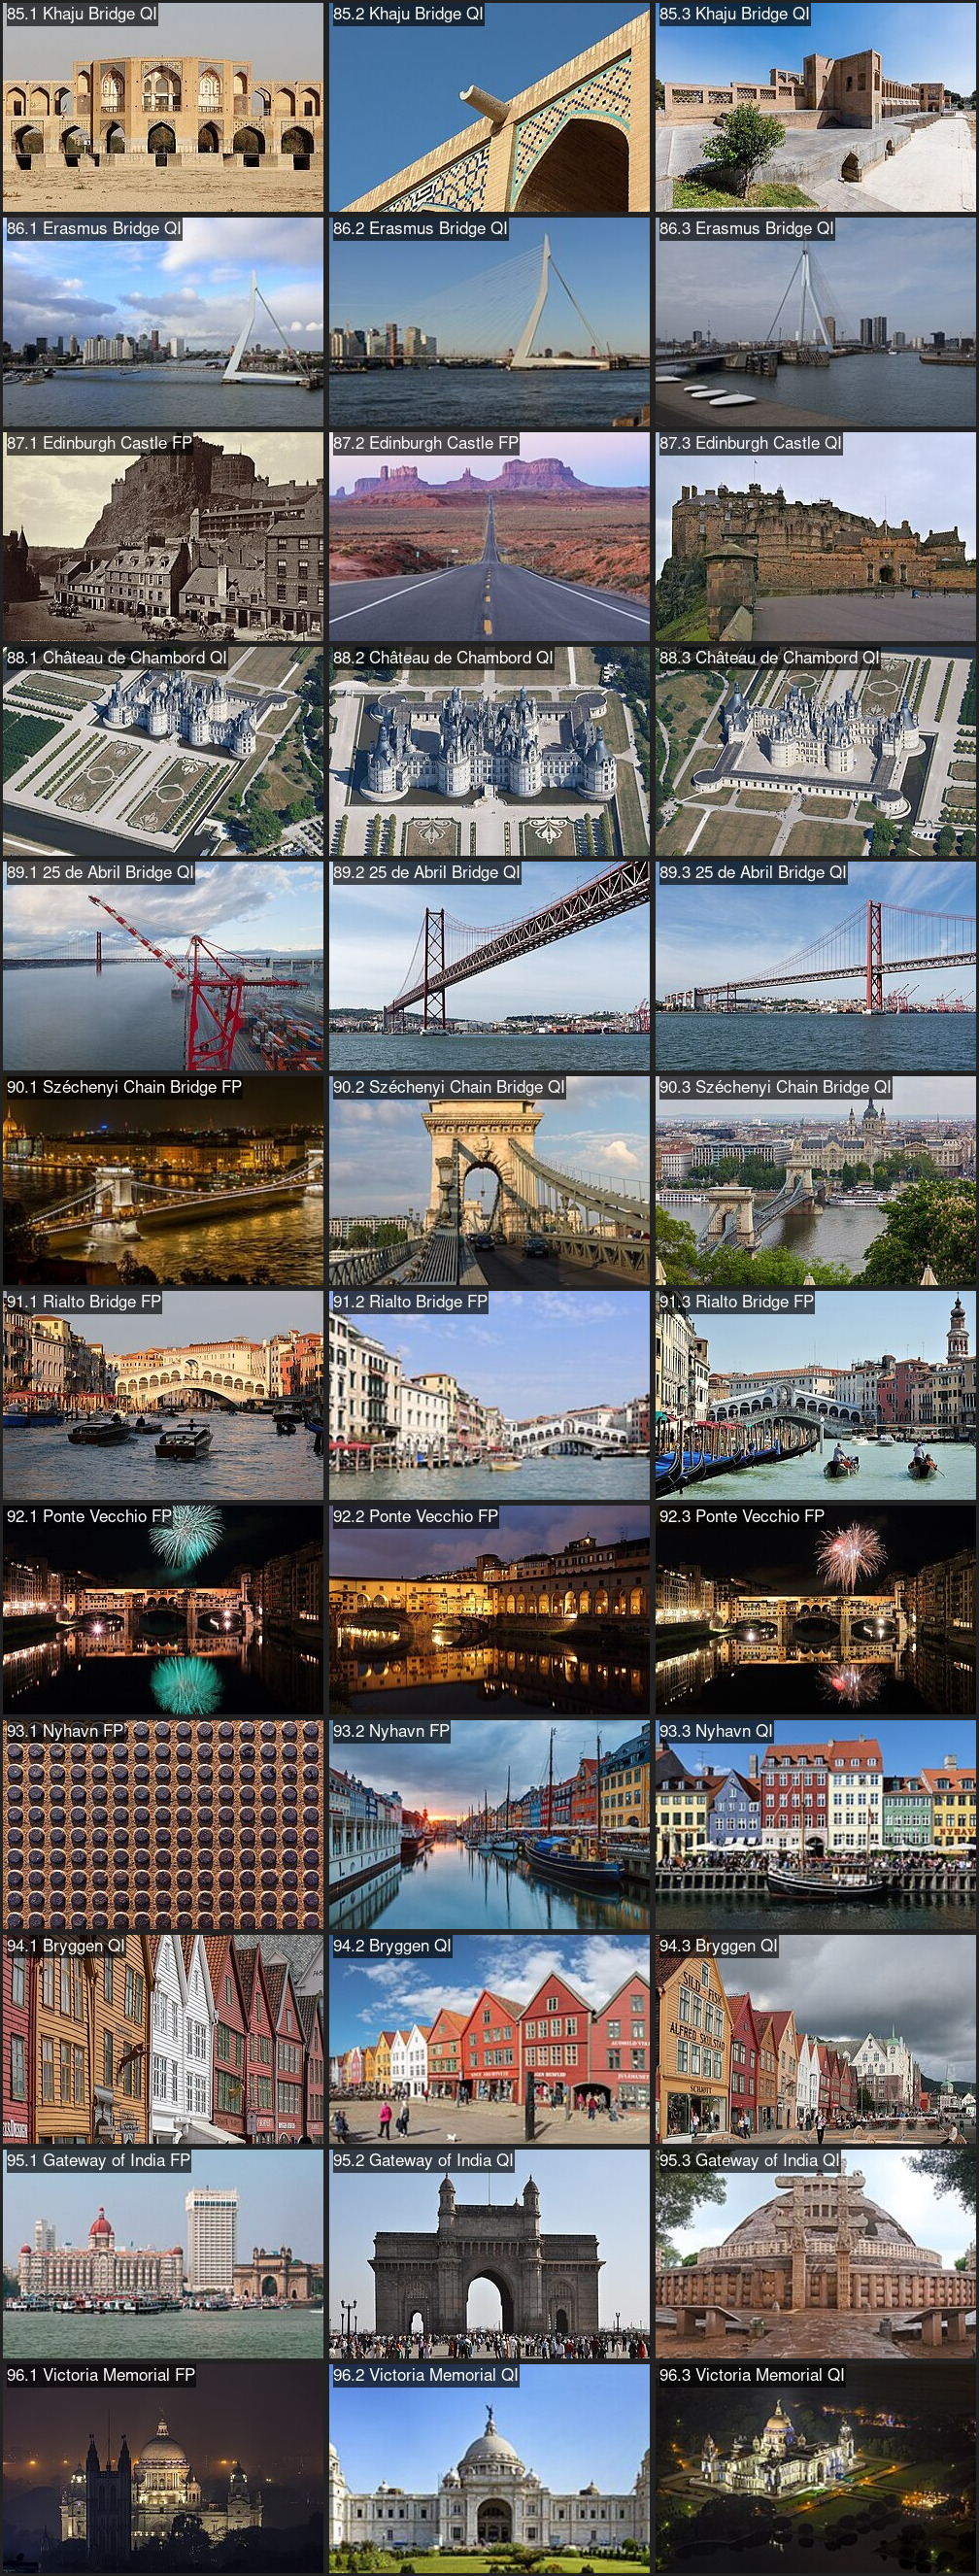 85.1 Khaju Bridge QI
85.2 Khaju Bridge QI
85.3 Khaju Bridge QI
86.1 Erasmus Bridge QI
86.2 Erasmus Bridge QI
86.3 Erasmus Bridge QI
87.1 Edinburgh Castle FP
87.2 Edinburgh Castle FP
87.3 Edinburgh Castle QI
88.1 Château de Chambord QI
88.2 Château de Chambord QI
88.3 Château de Chambord QI
89.1 25 de Abril Bridge QI
89.2 25 de Abril Bridge QI
89.3 25 de Abril Bridge QI
90.1 Széchenyi Chain Bridge FP
90.2 Széchenyi Chain Bridge QI
90.3 Széchenyi Chain Bridge QI
91.1 Rialto Bridge FP
91.2 Rialto Bridge FP
91.3 Rialto Bridge FP
92.1 Ponte Vecchio FP
92.2 Ponte Vecchio FP
92.3 Ponte Vecchio FP
93.1 Nyhavn FP
93.2 Nyhavn FP
93.3 Nyhavn QI
94.1 Bryggen QI
94.2 Bryggen QI
94.3 Bryggen QI
95.1 Gateway of India FP
95.2 Gateway of India QI
95.3 Gateway of India QI
96.1 Victoria Memorial FP
96.2 Victoria Memorial QI
96.3 Victoria Memorial QI